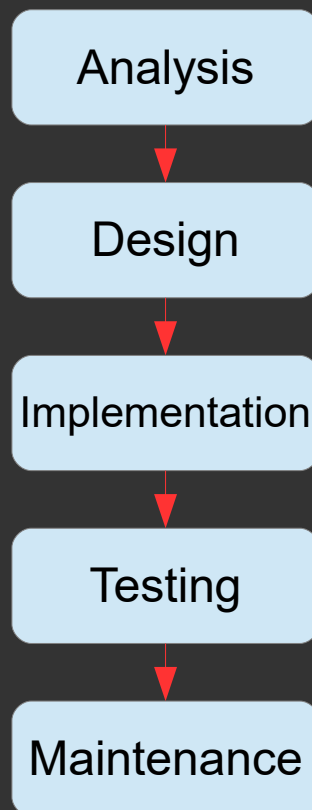 Analysis
Design
Implementation
Testing
Maintenance